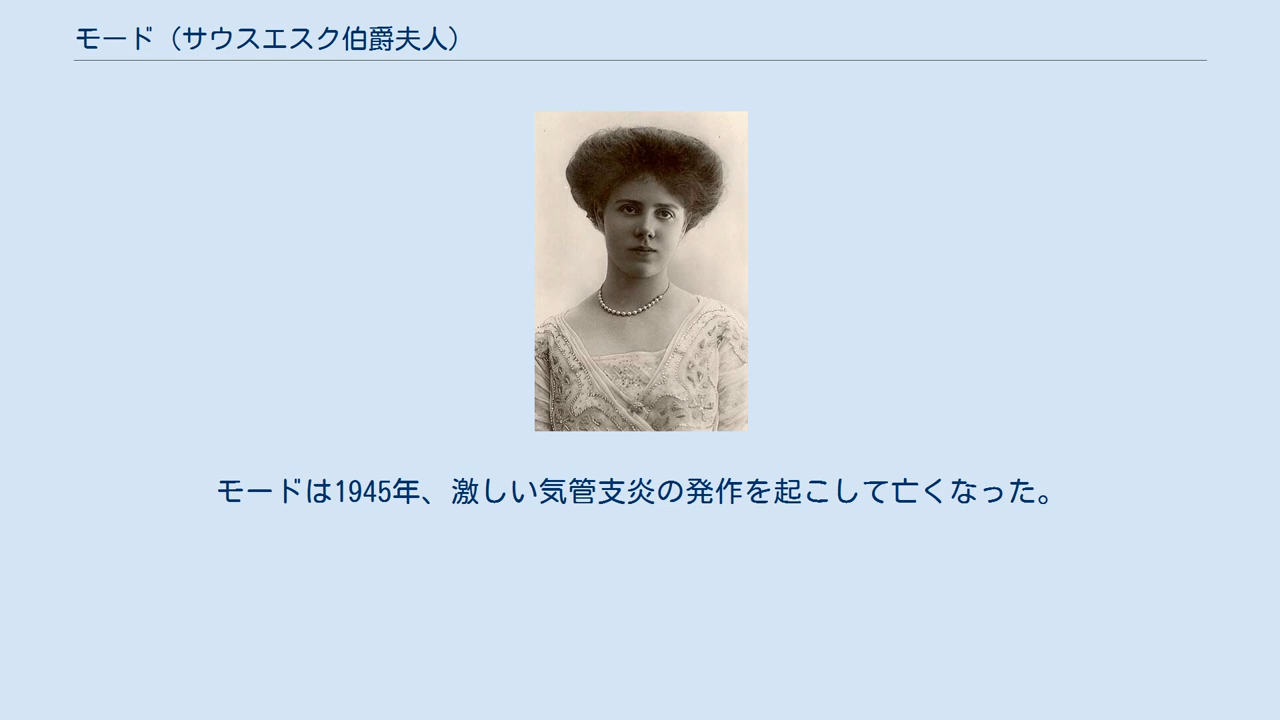 モード（サウスエスク伯爵夫人）
モードは1945年、激しい気管支炎の発作を起こして亡くなった。